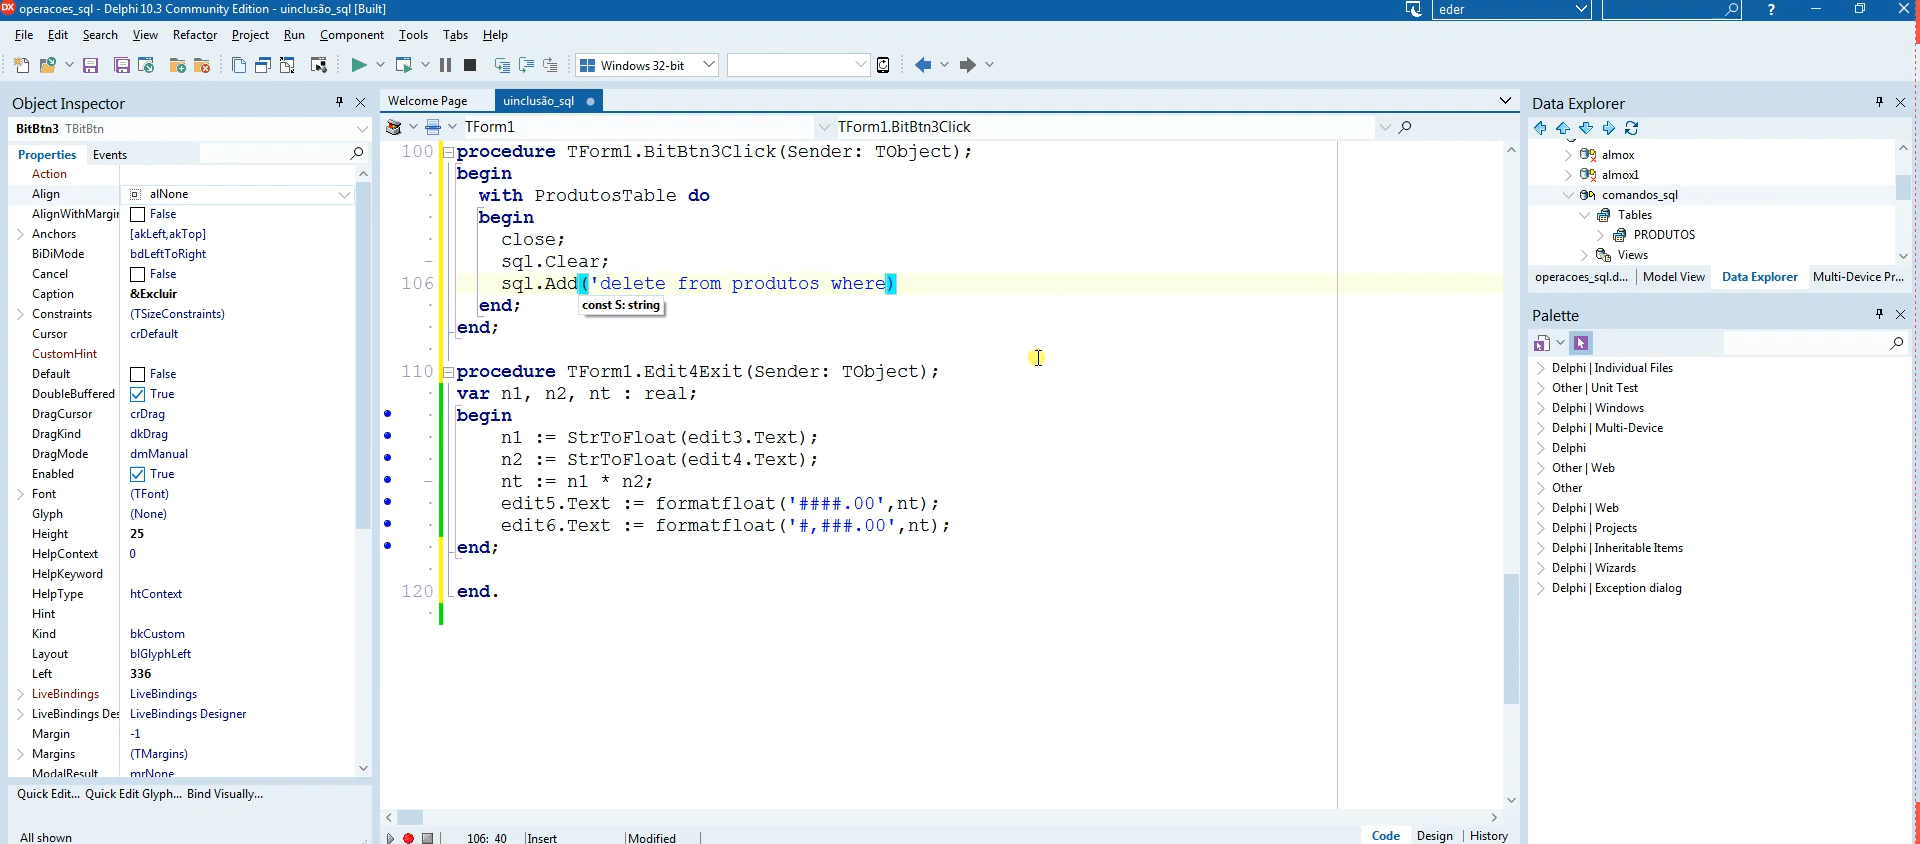 operacoes_sql - Delphi 10.3 Community Edition - uinclusão_sql [Built]
eder
?
File Edit Search View Refactor Project Run Component Tools Tabs Help
Windows 32-bit
Object Inspector
BitBtn3 TBitBtn
Properties Events
Action
Align alNone
AlignWithMargin False
Anchors [akLeft,akTop]
BiDiMode bdLeftToRight
Cancel False
Caption &Excluir
Constraints (TSizeConstraints)
Cursor crDefault
CustomHint
Default False
DoubleBuffered True
DragCursor crDrag
DragKind dkDrag
DragMode dmManual
Enabled True
Font (TFont)
Glyph (None)
Height 25
HelpContext 0
HelpKeyword
HelpType htContext
Hint
Kind bkCustom
Layout blGlyphLeft
Left 336
LiveBindings LiveBindings
LiveBindings Des LiveBindings Designer
Margin -1
Margins (TMargins)
ModalResult mrNone
Quick Edit... Quick Edit Glyph... Bind Visually...
All shown
Welcome Page uinclusão_sql
TForm1 TForm1.BitBtn3Click
100 procedure TForm1.BitBtn3Click(Sender: TObject);
begin
with ProdutosTable do
begin
close;
sql.Clear;
106 sql.Add('delete from produtos where)
const S: string
end;
end;
110 procedure TForm1.Edit4Exit(Sender: TObject);
var n1, n2, nt : real;
begin
n1 := StrToFloat(edit3.Text);
n2 := StrToFloat(edit4.Text);
nt := n1 * n2;
edit5.Text := formatfloat('####.00',nt);
edit6.Text := formatfloat('#,###.00',nt);
end;
120 end.
106: 40 Insert Modified
Code Design History
Data Explorer
almox
almox1
comandos_sql
Tables
PRODUTOS
Views
operacoes_sql.d... Model View Data Explorer Multi-Device Pr...
Palette
Delphi | Individual Files
Other | Unit Test
Delphi | Windows
Delphi | Multi-Device
Delphi
Other | Web
Other
Delphi | Web
Delphi | Projects
Delphi | Inheritable Items
Delphi | Wizards
Delphi | Exception dialog